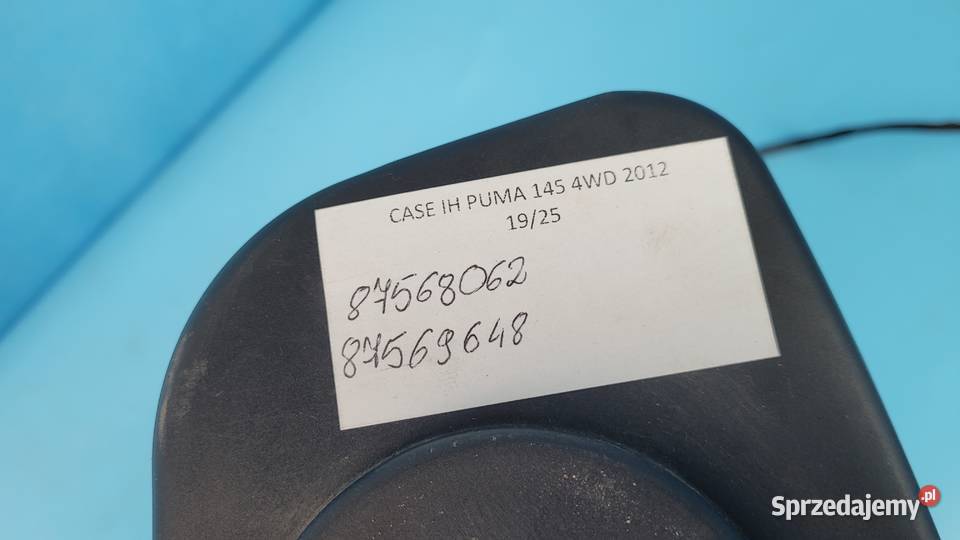 CASE IH PUMA 145 4WD 2012
19/25
87568062
87569648
Sprzedajemy.pl